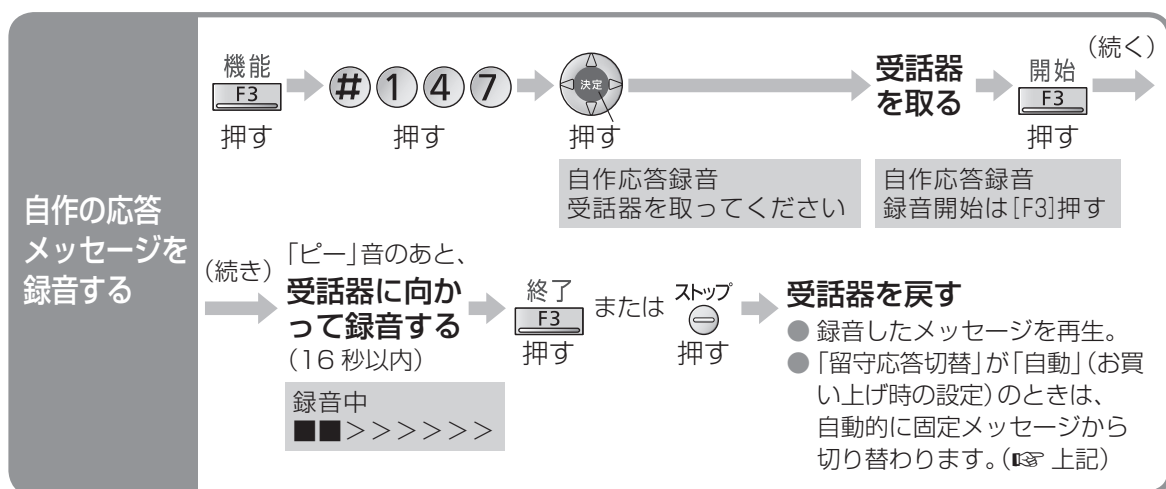 自作の応答
メッセージを
録音する
機能
F3
押す
#147
押す
決定
押す
自作応答録音
受話器を取ってください
受話器
を取る
自作応答録音
録音開始は[F3]押す
開始
F3
押す
(続く)
(続き)
「ピー」音のあと、
受話器に向か
って録音する
(16 秒以内)
録音中
■■>>>>>>
終了
F3
押す
または
ストップ
押す
受話器を戻す
● 録音したメッセージを再生。
● 「留守応答切替」が「自動」(お買
い上げ時の設定)のときは、
自動的に固定メッセージから
切り替わります。(☞ 上記)